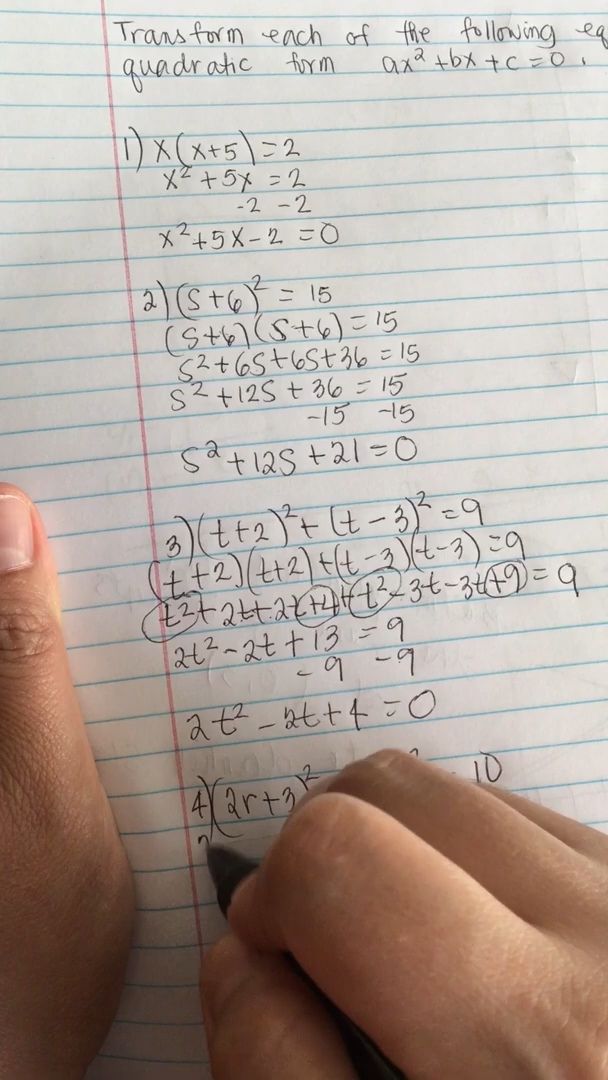 Transform each of the following
quadratic form ax² + bx + c = 0.
1) x(x+5) = 2
x² + 5x = 2
-2 -2
x² + 5x - 2 = 0
2) (s+6)² = 15
(s+6)(s+6) = 15
s² + 6s + 6s + 36 = 15
s² + 12s + 36 = 15
-15 -15
s² + 12s + 21 = 0
3) (t+2)² + (t-3)² = 9
(t+2)(t+2) + (t-3)(t-3) = 9
t² + 2t + 2t + 4 + t² - 3t - 3t + 9 = 9
2t² - 2t + 13 = 9
- 9 - 9
2t² - 2t + 4 = 0
4) (2r+3)² 10